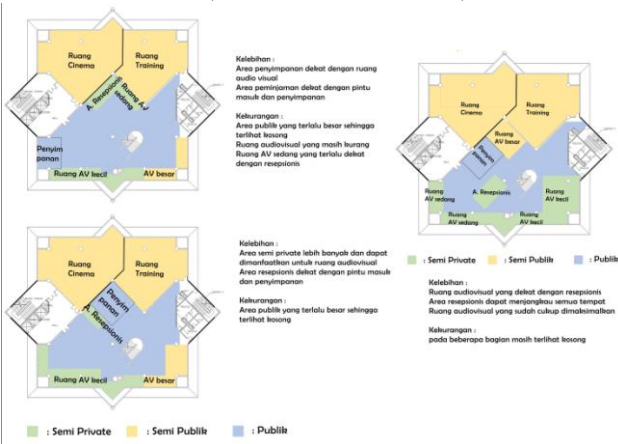 Ruang
Cinema
Ruang
Training
A. Resepsionis
Ruang AV
sedang
Penyim
panan
Ruang AV kecil
AV besar
Kelebihan :
Area penyimpanan dekat dengan ruang
audio visual
Area peminjaman dekat dengan pintu
masuk dan penyimpanan
Kekurangan :
Area publik yang terlalu besar sehingga
terlihat kosong
Ruang audiovisual yang masih kurang
Ruang AV sedang yang terlalu dekat
dengan resepsionis
Ruang
Cinema
Ruang
Training
Penyim
panan
A. Resepsionis
Ruang AV kecil
AV besar
Kelebihan :
Area semi private lebih banyak dan dapat
dimanfaatkan untuk ruang audiovisual
Area resepsionis dekat dengan pintu masuk
dan penyimpanan
Kekurangan :
Area publik yang terlalu besar sehingga
terlihat kosong
: Semi Private
: Semi Publik
: Publik
Ruang
Cinema
Ruang
Training
Ruang
AV besar
Penyim
panan
A. Resepsionis
Ruang
AV sedang
Ruang
AV kecil
Ruang
AV sedang
Ruang
AV kecil
: Semi Private
: Semi Publik
: Publik
Kelebihan :
Ruang audiovisual yang dekat dengan resepsionis
Area resepsionis dapat menjangkau semua tempat
Ruang audiovisual yang sudah cukup dimaksimalkan
Kekurangan :
pada beberapa bagian masih terlihat kosong